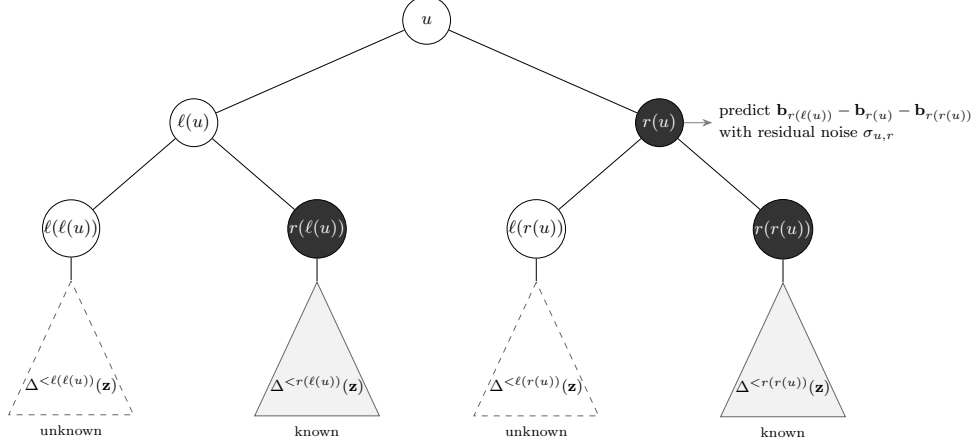 u
ℓ(u)
r(u)
predict b_{r(ℓ(u))} − b_{r(u)} − b_{r(r(u))}
with residual noise σ_{u,r}
ℓ(ℓ(u))
r(ℓ(u))
ℓ(r(u))
r(r(u))
Δ^{<ℓ(ℓ(u))}(z)
Δ^{<r(ℓ(u))}(z)
Δ^{<ℓ(r(u))}(z)
Δ^{<r(r(u))}(z)
unknown
known
unknown
known